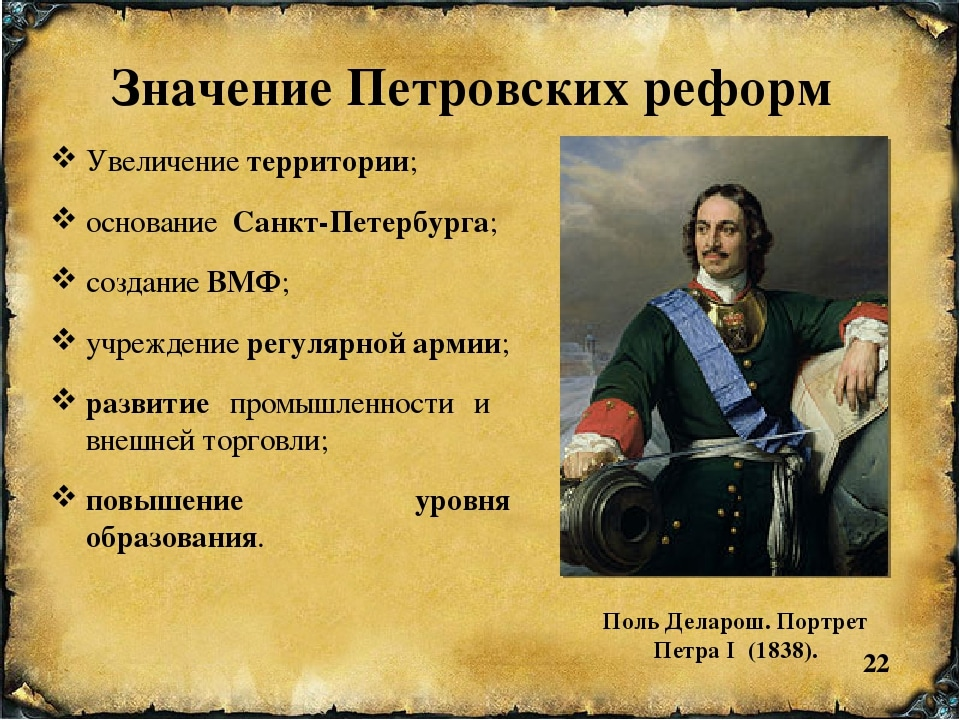 Значение Петровских реформ
❖ Увеличение территории;
❖ основание Санкт-Петербурга;
❖ создание ВМФ;
❖ учреждение регулярной армии;
❖ развитие промышленности и
внешней торговли;
❖ повышение уровня
образования.
Поль Деларош. Портрет
Петра I (1838).
22